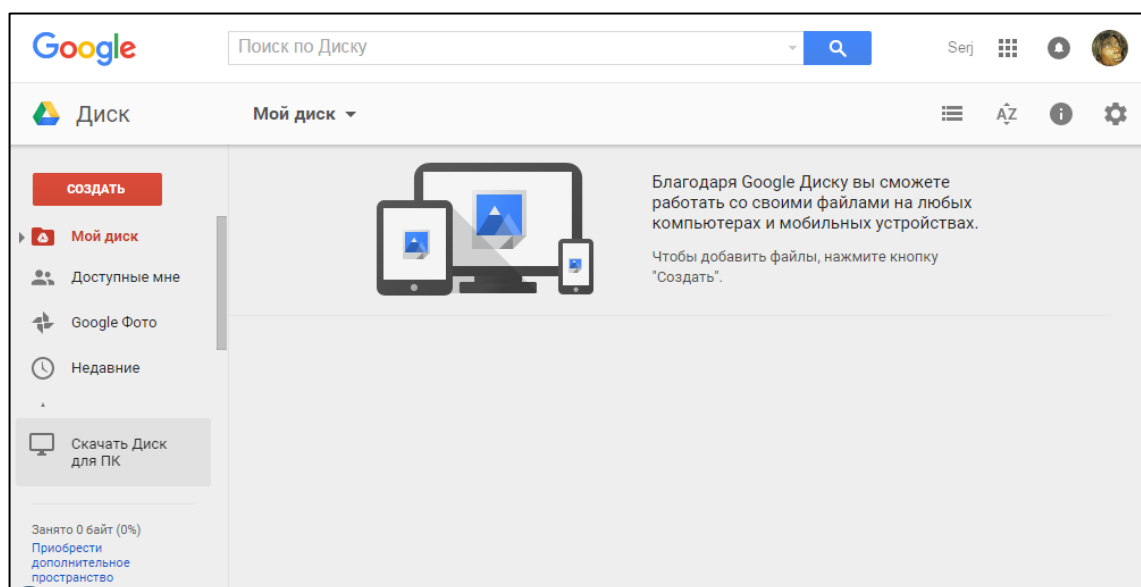 Google
Поиск по Диску
Serj
Диск
Мой диск
AZ
СОЗДАТЬ
Мой диск
Доступные мне
Google Фото
Недавние
Скачать Диск
для ПК
Занято 0 байт (0%)
Приобрести
дополнительное
пространство
Благодаря Google Диску вы сможете
работать со своими файлами на любых
компьютерах и мобильных устройствах.
Чтобы добавить файлы, нажмите кнопку
"Создать".